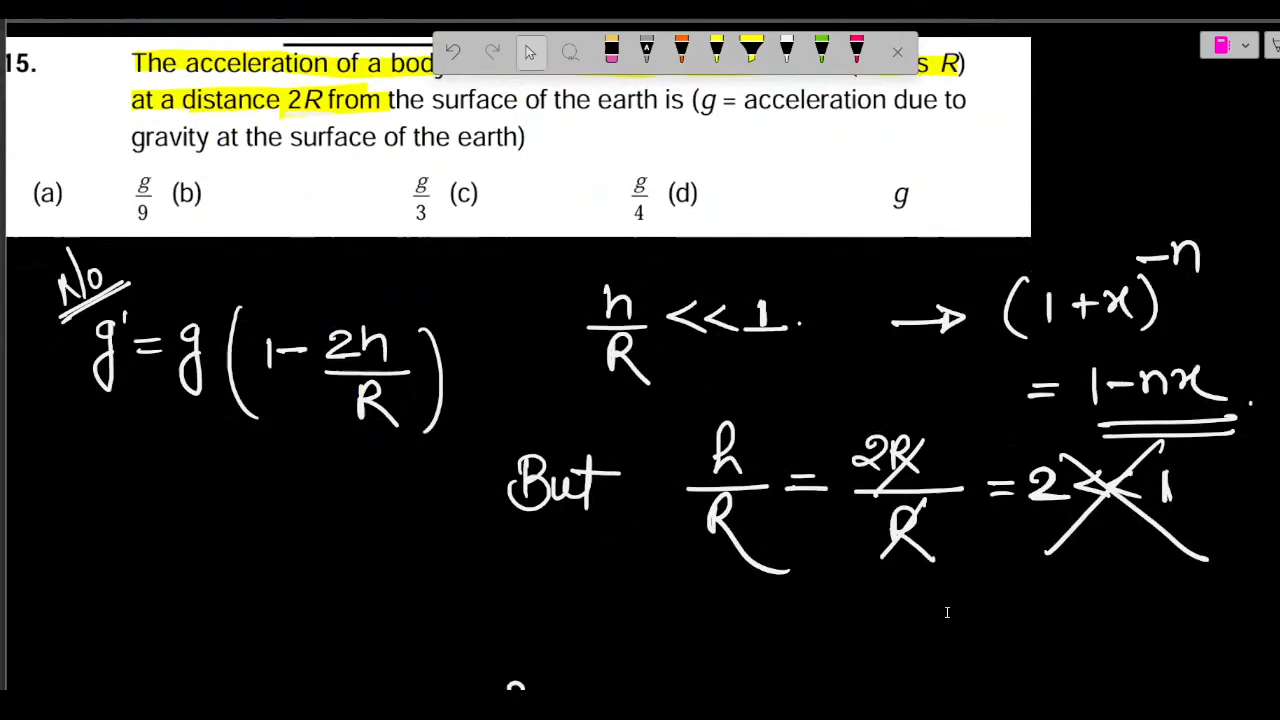 15. The acceleration of a body s R)
at a distance 2R from the surface of the earth is (g = acceleration due to
gravity at the surface of the earth)
(a) g/9 (b) g/3 (c) g/4 (d) g
No
g' = g (1 - 2h/R)
h/R << 1. → (1 + x)^-n
= 1 - nx.
But h/R = 2R/R = 2 << 1